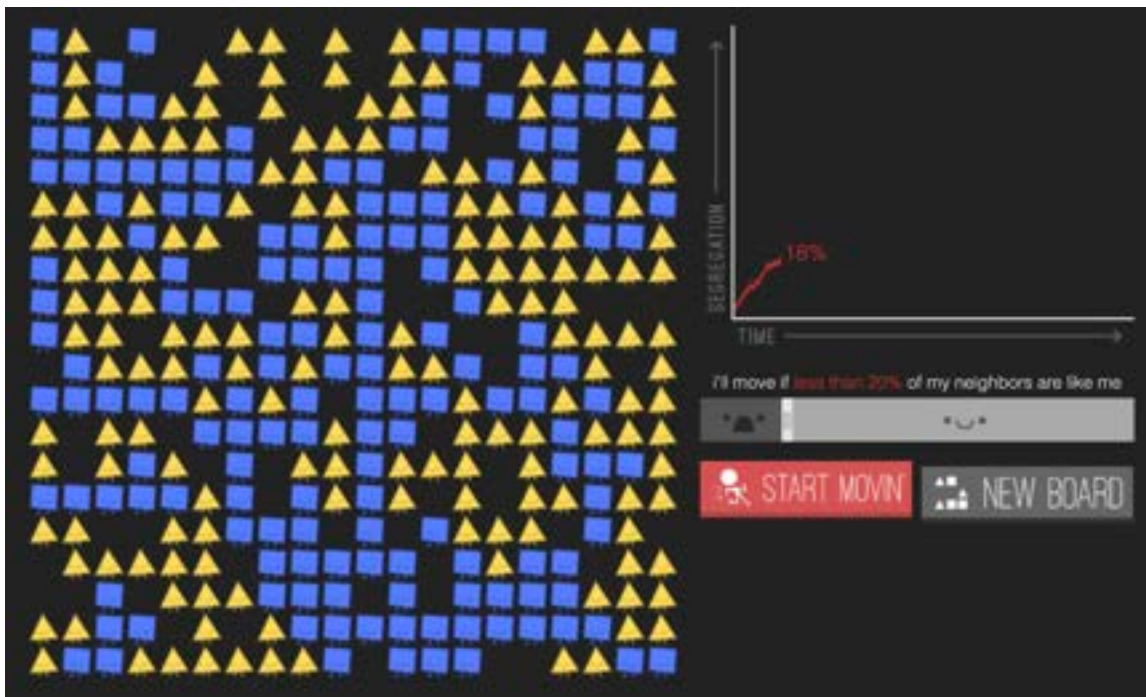 SEGREGATION
16%
TIME
i'll move if less than 20% of my neighbors are like me
START MOVIN'
NEW BOARD